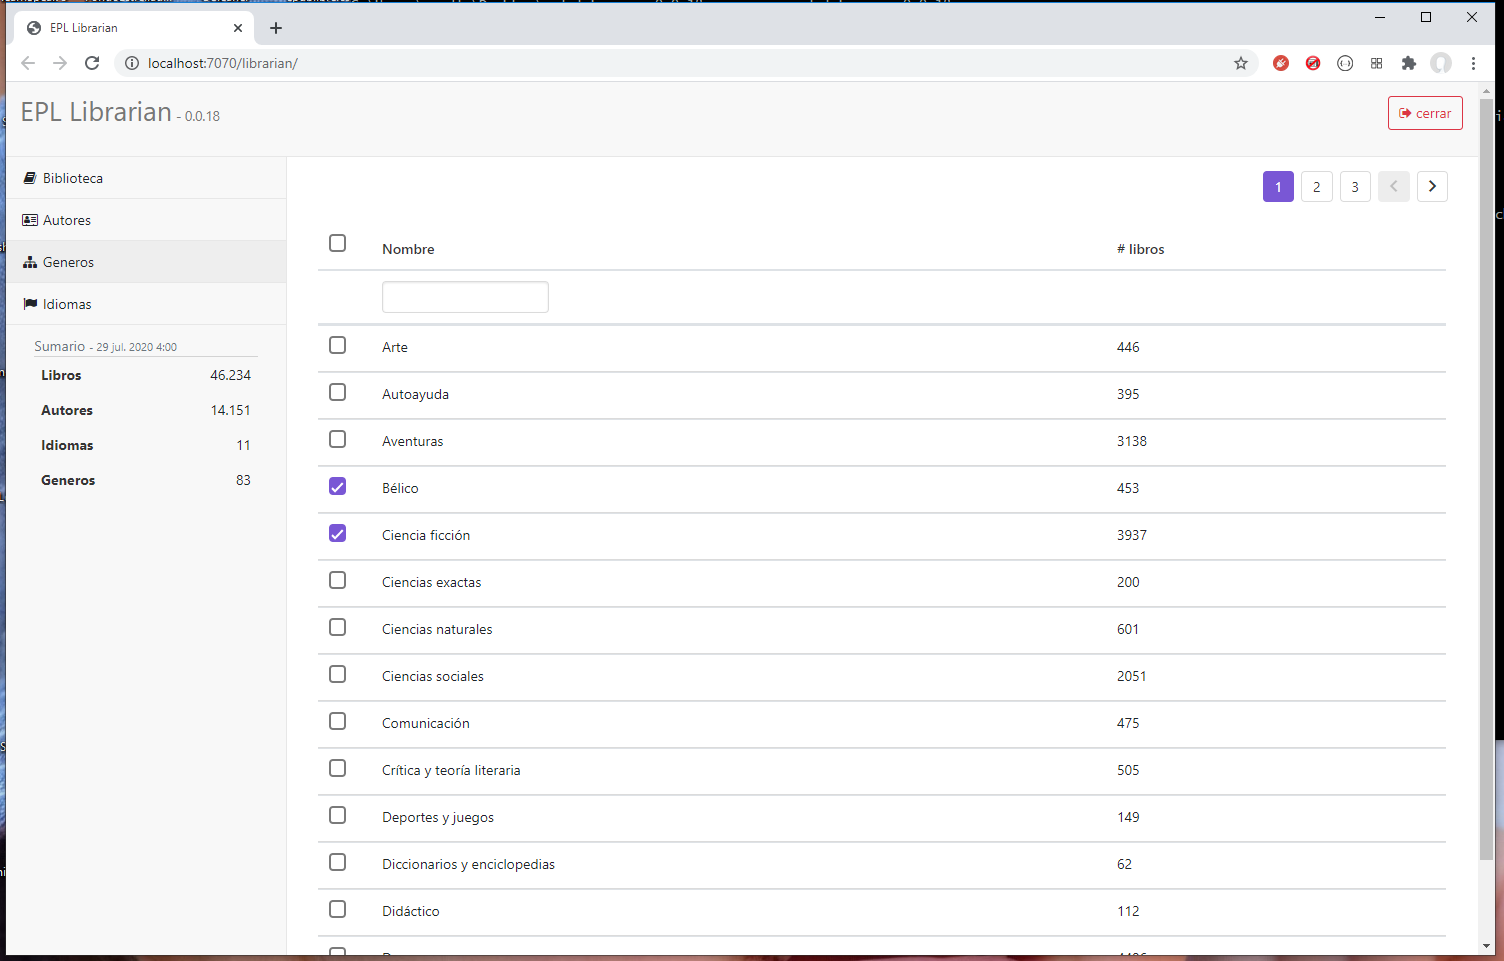 EPL Librarian
localhost:7070/librarian/
EPL Librarian - 0.0.18
cerrar
Biblioteca
Autores
Generos
Idiomas
Sumario - 29 jul. 2020 4:00
Libros 46.234
Autores 14.151
Idiomas 11
Generos 83
1 2 3
Nombre # libros
Arte 446
Autoayuda 395
Aventuras 3138
Bélico 453
Ciencia ficción 3937
Ciencias exactas 200
Ciencias naturales 601
Ciencias sociales 2051
Comunicación 475
Crítica y teoría literaria 505
Deportes y juegos 149
Diccionarios y enciclopedias 62
Didáctico 112